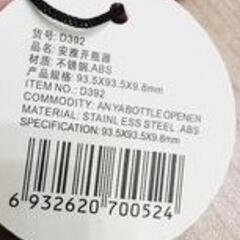 货号: D392
品名: 安雅开瓶器
材质: 不锈钢.ABS
产品规格: 93.5X93.5X9.8mm
ITEM NO.: D392
COMMODITY: ANYABOTTLE OPENER
MATERIAL: STAINLESS STEEL .ABS
SPECIFICATION: 93.5X93.5X9.8mm
6 932620 700524